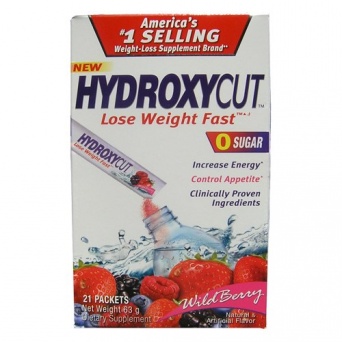 America's
#1 SELLING
Weight-Loss Supplement Brand**
NEW
HYDROXYCUT™
Lose Weight Fast
0 SUGAR
HYDROXYCUT
Increase Energy*
Control Appetite*
Clinically Proven
Ingredients
21 PACKETS
Net Weight 63 g
Dietary Supplement
Wild Berry
Natural &
Artificial Flavor